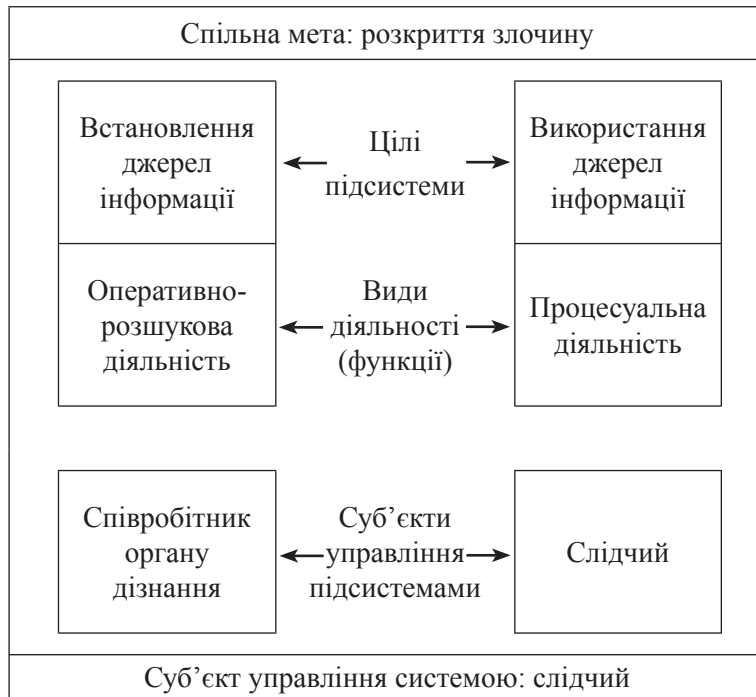 Спільна мета: розкриття злочину
Встановлення
джерел
інформації
Цілі
підсистеми
Використання
джерел
інформації
Оперативно-
розшукова
діяльність
Види
діяльності
(функції)
Процесуальна
діяльність
Співробітник
органу
дізнання
Суб’єкти
управління
підсистемами
Слідчий
Суб’єкт управління системою: слідчий